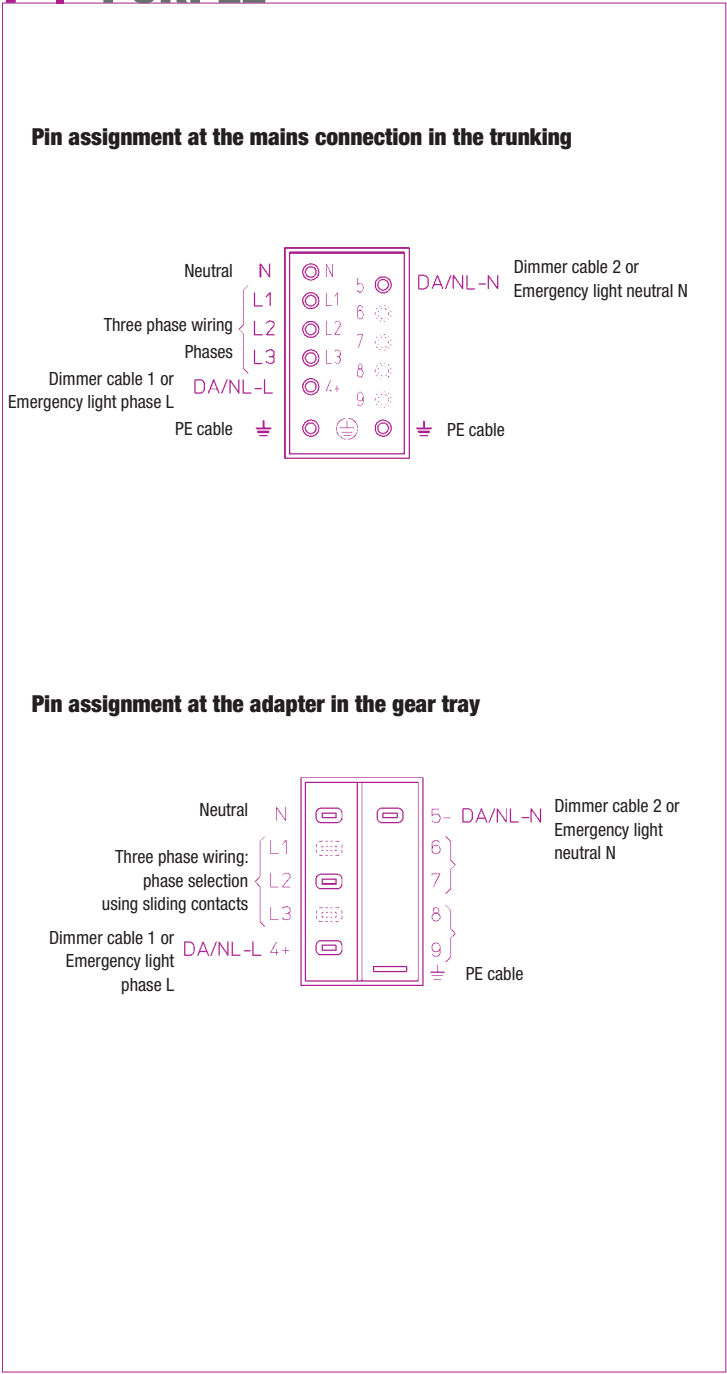 Pin assignment at the mains connection in the trunking
Neutral N
N
L1
L2
L3
Three phase wiring
Phases
Dimmer cable 1 or
Emergency light phase L
DA/NL-L
PE cable
N
L1
L2
L3
4+
5
6
7
8
9
DA/NL-N
Dimmer cable 2 or
Emergency light neutral N
PE cable
Pin assignment at the adapter in the gear tray
Neutral N
Three phase wiring:
phase selection
using sliding contacts
L1
L2
L3
Dimmer cable 1 or
Emergency light
phase L
DA/NL-L 4+
5- DA/NL-N
6
7
8
9
Dimmer cable 2 or
Emergency light
neutral N
PE cable